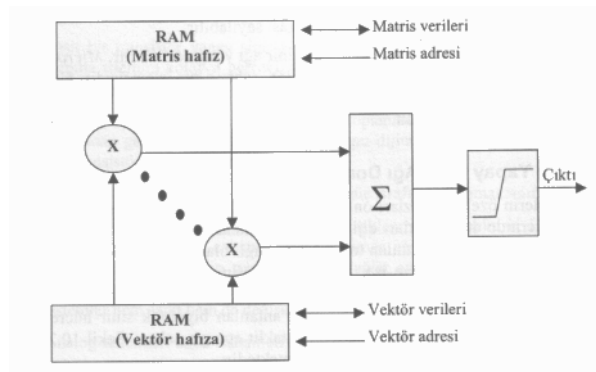 RAM
(Matris hafız)
Matris verileri
Matris adresi
X
X
Σ
Çıktı
RAM
(Vektör hafıza)
Vektör verileri
Vektör adresi